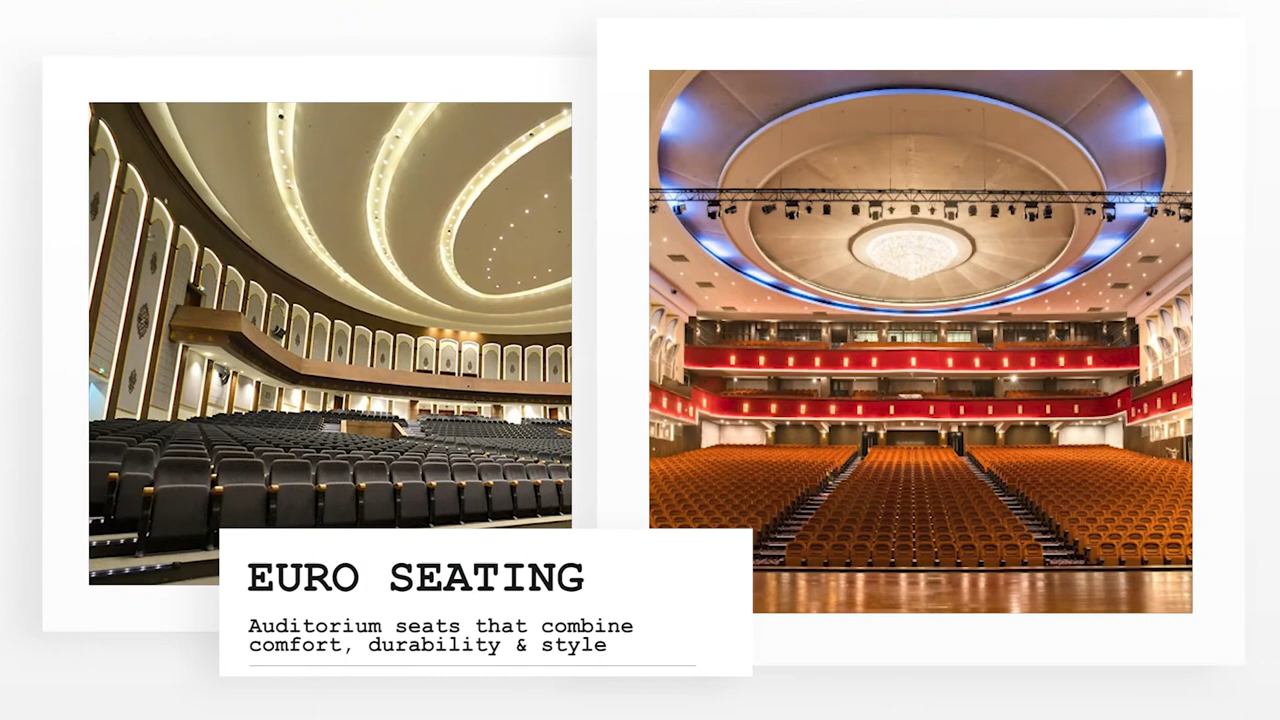 EURO SEATING
Auditorium seats that combine
comfort, durability & style